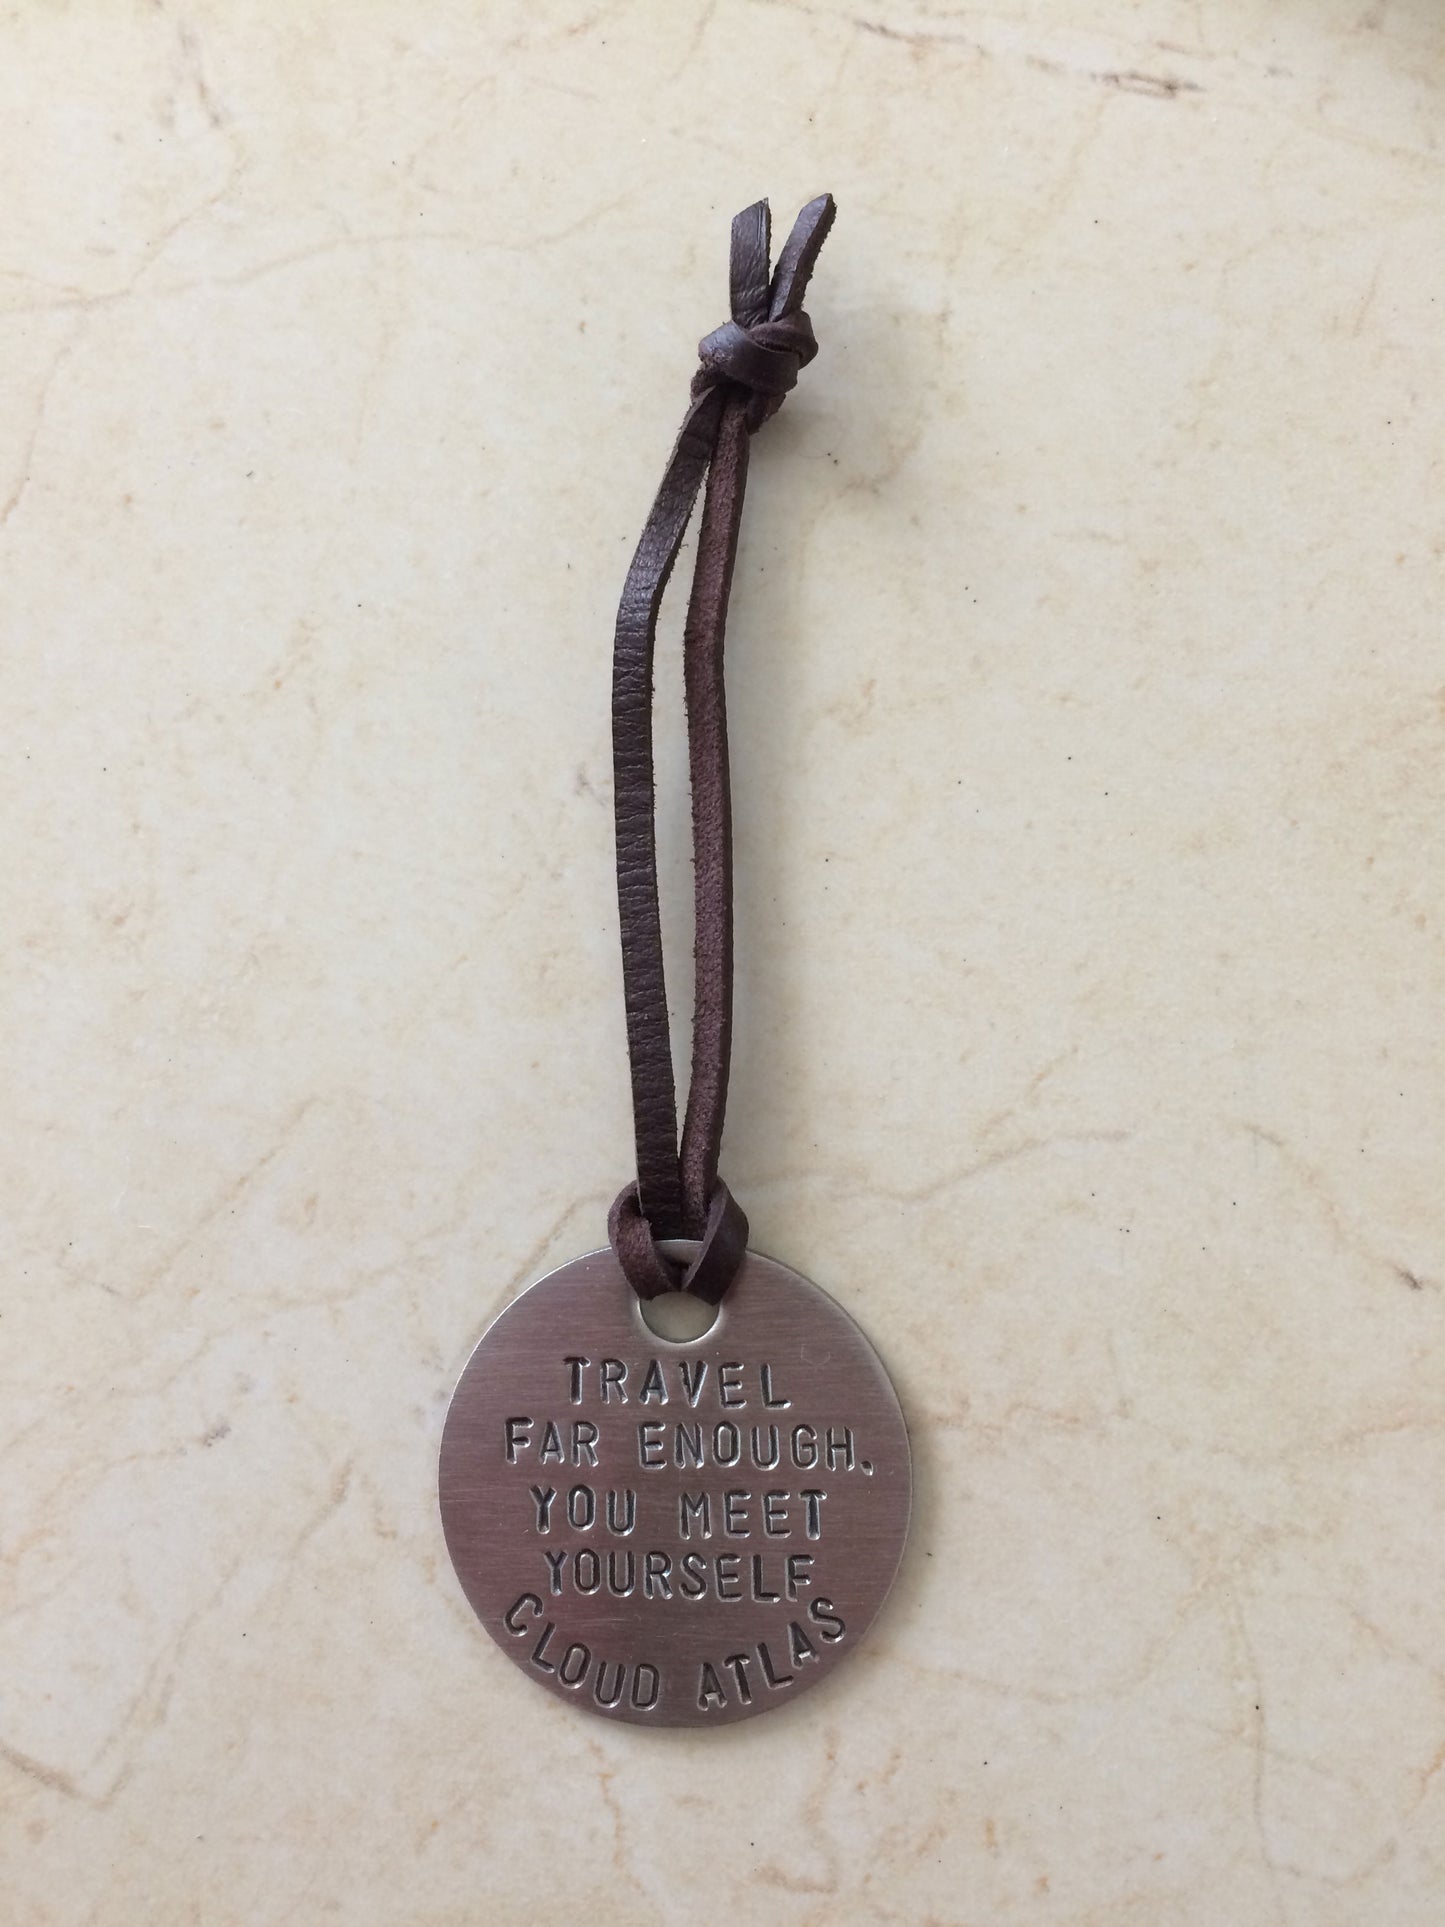 TRAVEL
FAR ENOUGH,
YOU MEET
YOURSELF
CLOUD ATLAS